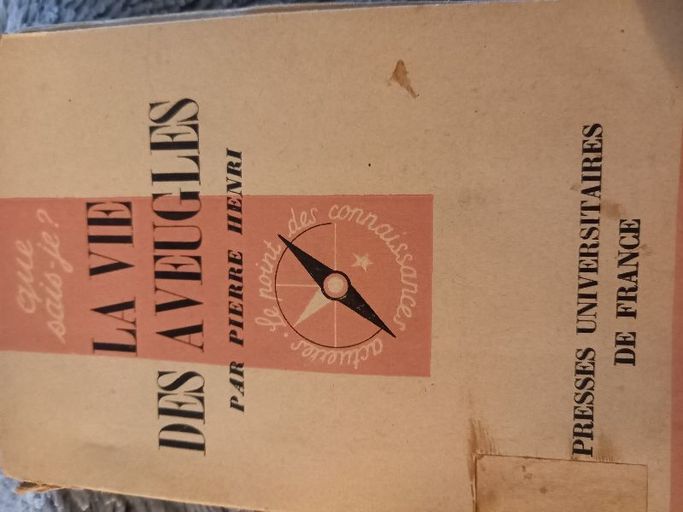 que
sais-je?
LA VIE
DES AVEUGLES
PAR PIERRE HENRI
le point des connaissances actuelles
PRESSES UNIVERSITAIRES
DE FRANCE